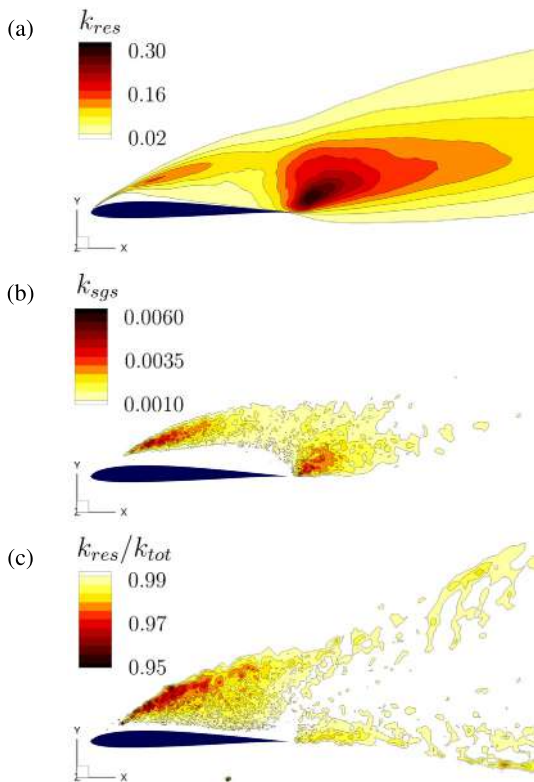 (a)
k_res
0.30
0.16
0.02
Y
Z X
(b)
k_sgs
0.0060
0.0035
0.0010
Y
Z X
(c)
k_res/k_tot
0.99
0.97
0.95
Y
Z X